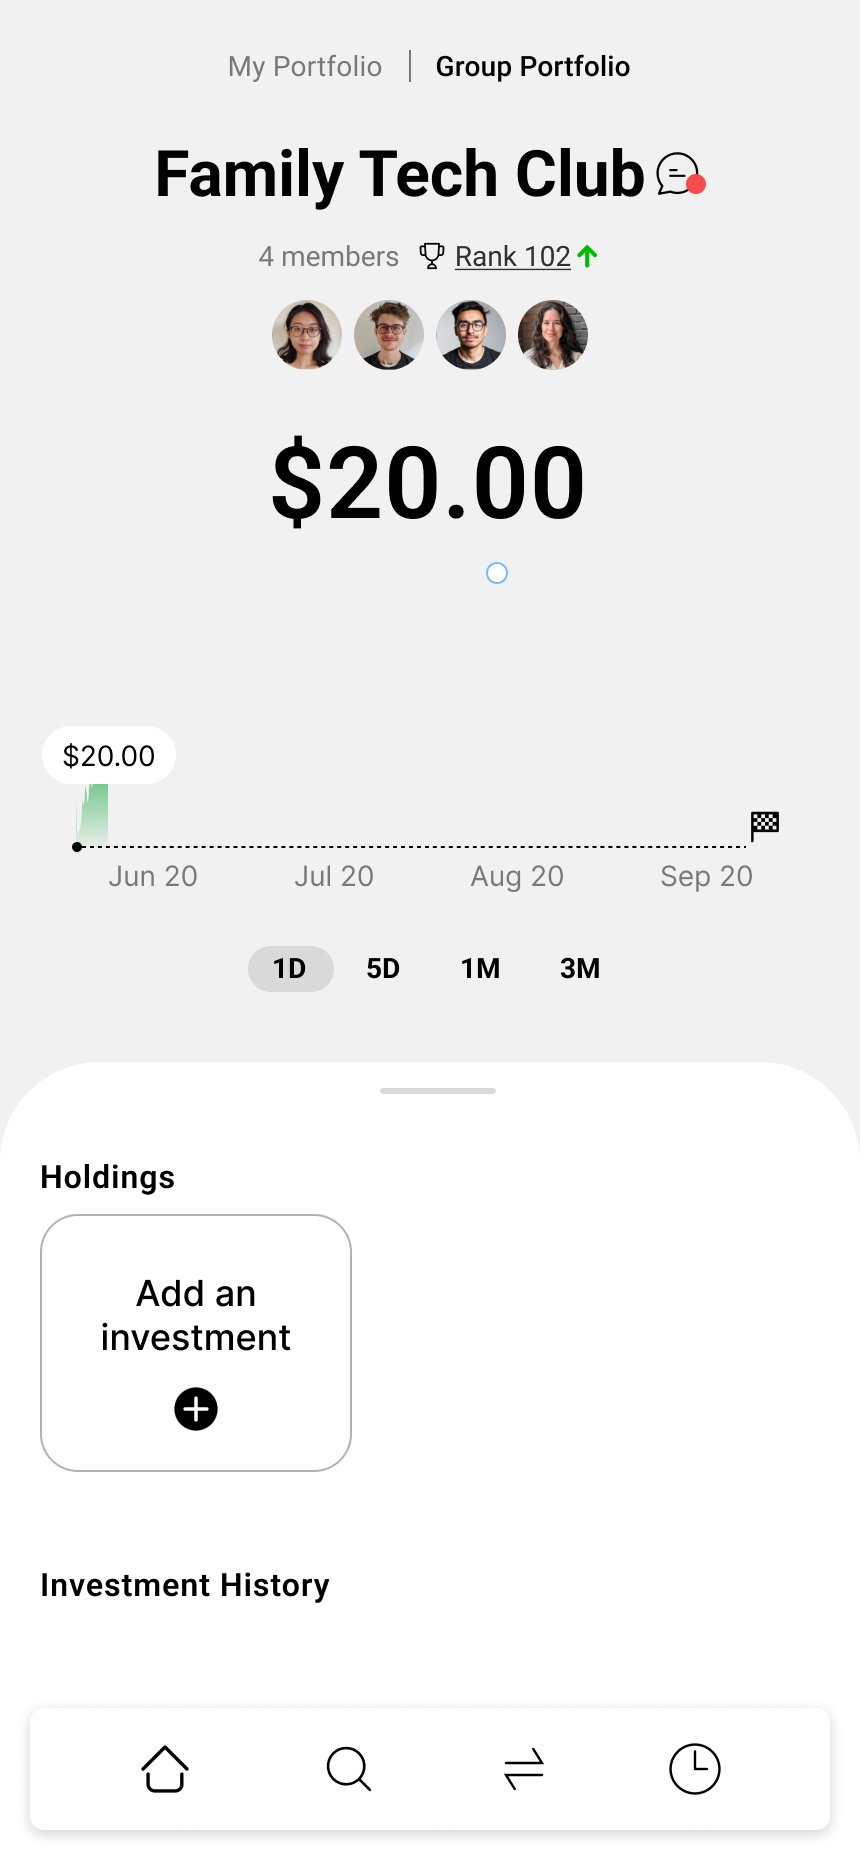 My Portfolio | Group Portfolio
Family Tech Club
4 members Rank 102
$20.00
$20.00
Jun 20 Jul 20 Aug 20 Sep 20
1D 5D 1M 3M
Holdings
Add an
investment
Investment History